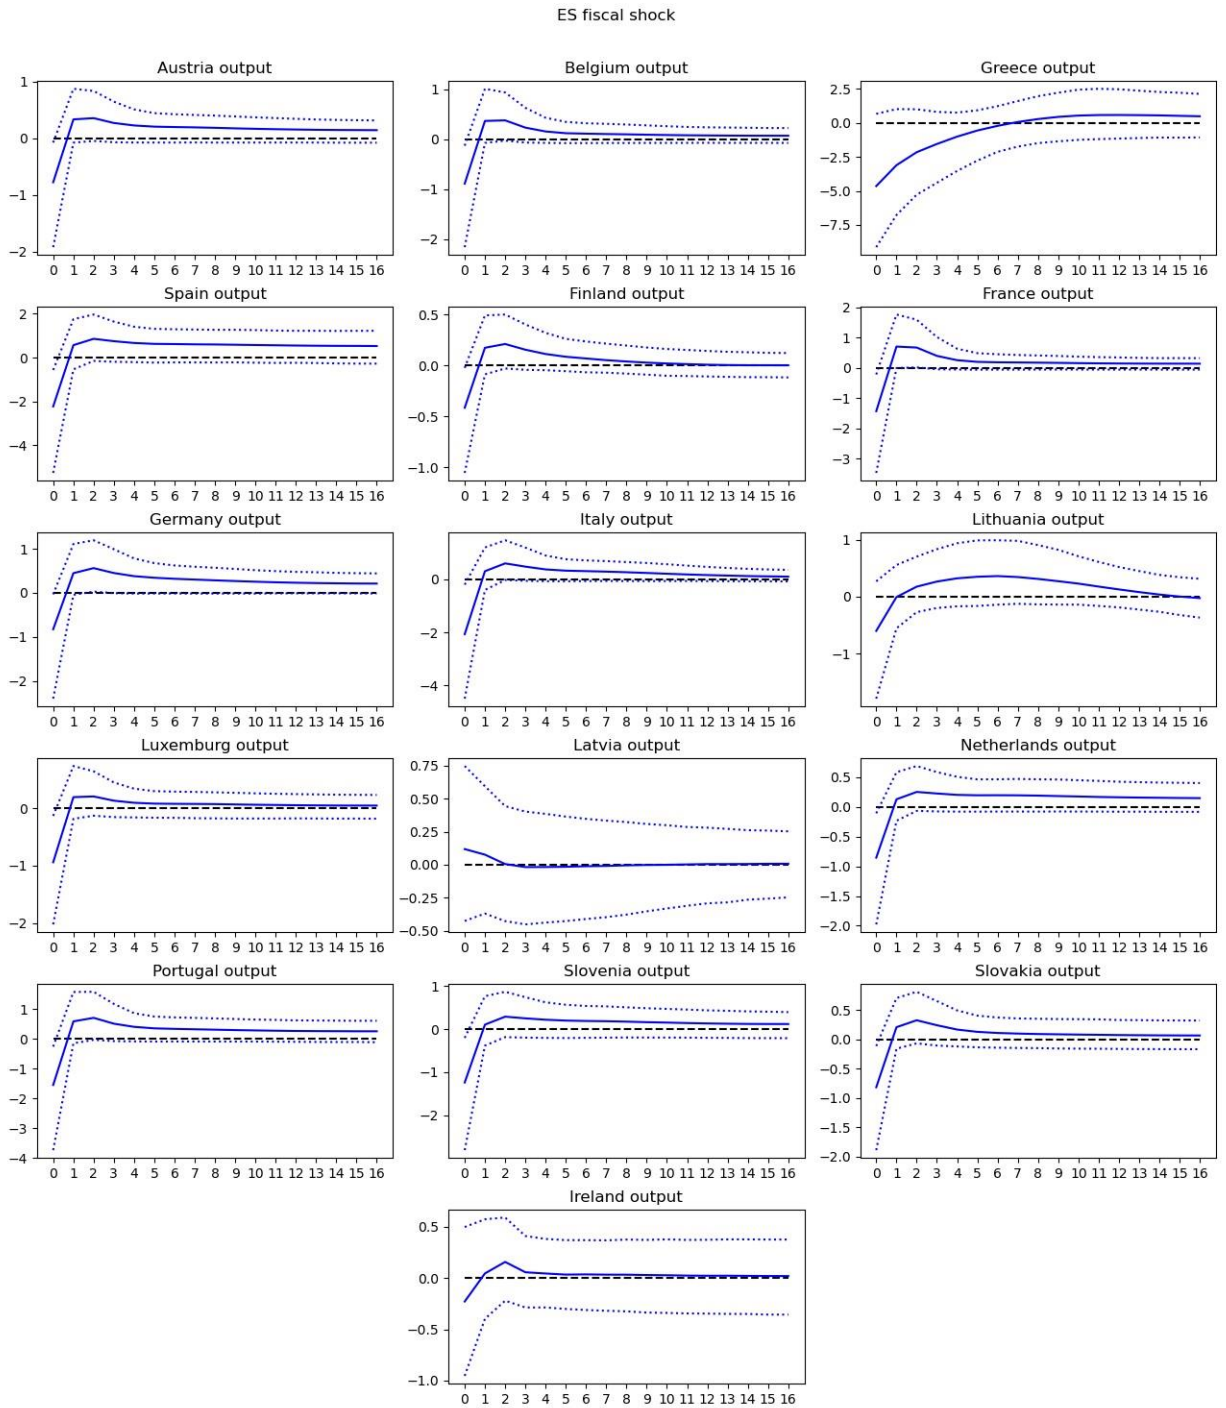 ES fiscal shock
Austria output
Belgium output
Greece output
1
0
−1
−2
0 1 2 3 4 5 6 7 8 9 10 11 12 13 14 15 16
1
0
−1
−2
0 1 2 3 4 5 6 7 8 9 10 11 12 13 14 15 16
2.5
0.0
−2.5
−5.0
−7.5
0 1 2 3 4 5 6 7 8 9 10 11 12 13 14 15 16
Spain output
Finland output
France output
2
0
−2
−4
0 1 2 3 4 5 6 7 8 9 10 11 12 13 14 15 16
0.5
0.0
−0.5
−1.0
0 1 2 3 4 5 6 7 8 9 10 11 12 13 14 15 16
2
1
0
−1
−2
−3
0 1 2 3 4 5 6 7 8 9 10 11 12 13 14 15 16
Germany output
Italy output
Lithuania output
1
0
−1
−2
0 1 2 3 4 5 6 7 8 9 10 11 12 13 14 15 16
0
−2
−4
0 1 2 3 4 5 6 7 8 9 10 11 12 13 14 15 16
1
0
−1
0 1 2 3 4 5 6 7 8 9 10 11 12 13 14 15 16
Luxemburg output
Latvia output
Netherlands output
0
−1
−2
0 1 2 3 4 5 6 7 8 9 10 11 12 13 14 15 16
0.75
0.50
0.25
0.00
−0.25
−0.50
0 1 2 3 4 5 6 7 8 9 10 11 12 13 14 15 16
0.5
0.0
−0.5
−1.0
−1.5
−2.0
0 1 2 3 4 5 6 7 8 9 10 11 12 13 14 15 16
Portugal output
Slovenia output
Slovakia output
1
0
−1
−2
−3
−4
0 1 2 3 4 5 6 7 8 9 10 11 12 13 14 15 16
1
0
−1
−2
0 1 2 3 4 5 6 7 8 9 10 11 12 13 14 15 16
0.5
0.0
−0.5
−1.0
−1.5
−2.0
0 1 2 3 4 5 6 7 8 9 10 11 12 13 14 15 16
Ireland output
0.5
0.0
−0.5
−1.0
0 1 2 3 4 5 6 7 8 9 10 11 12 13 14 15 16